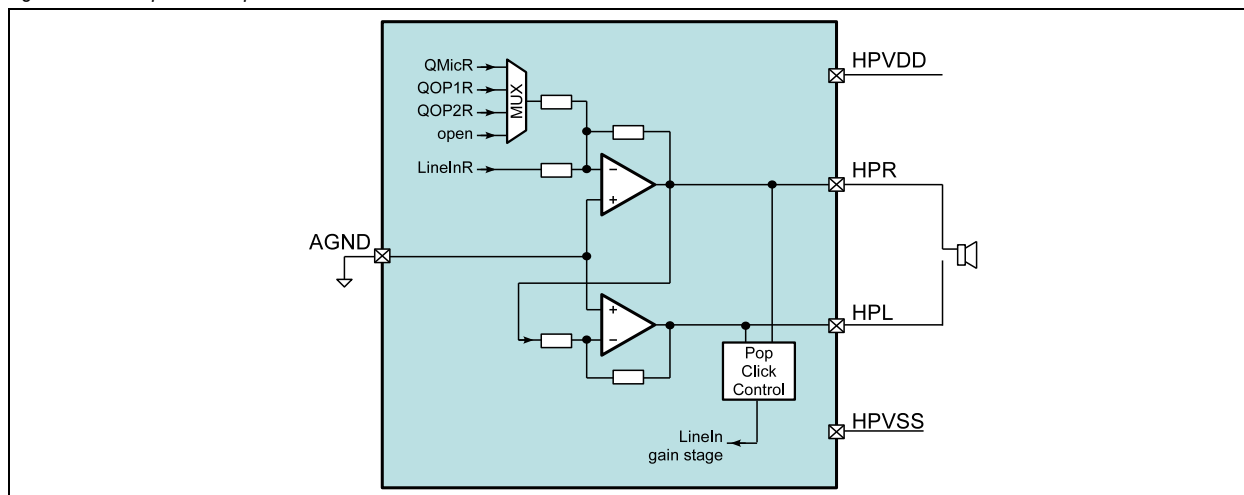 QMicR
QOP1R
QOP2R
open
MUX
LineInR
AGND
HPVDD
HPR
HPL
HPVSS
−
+
+
−
Pop
Click
Control
LineIn
gain stage